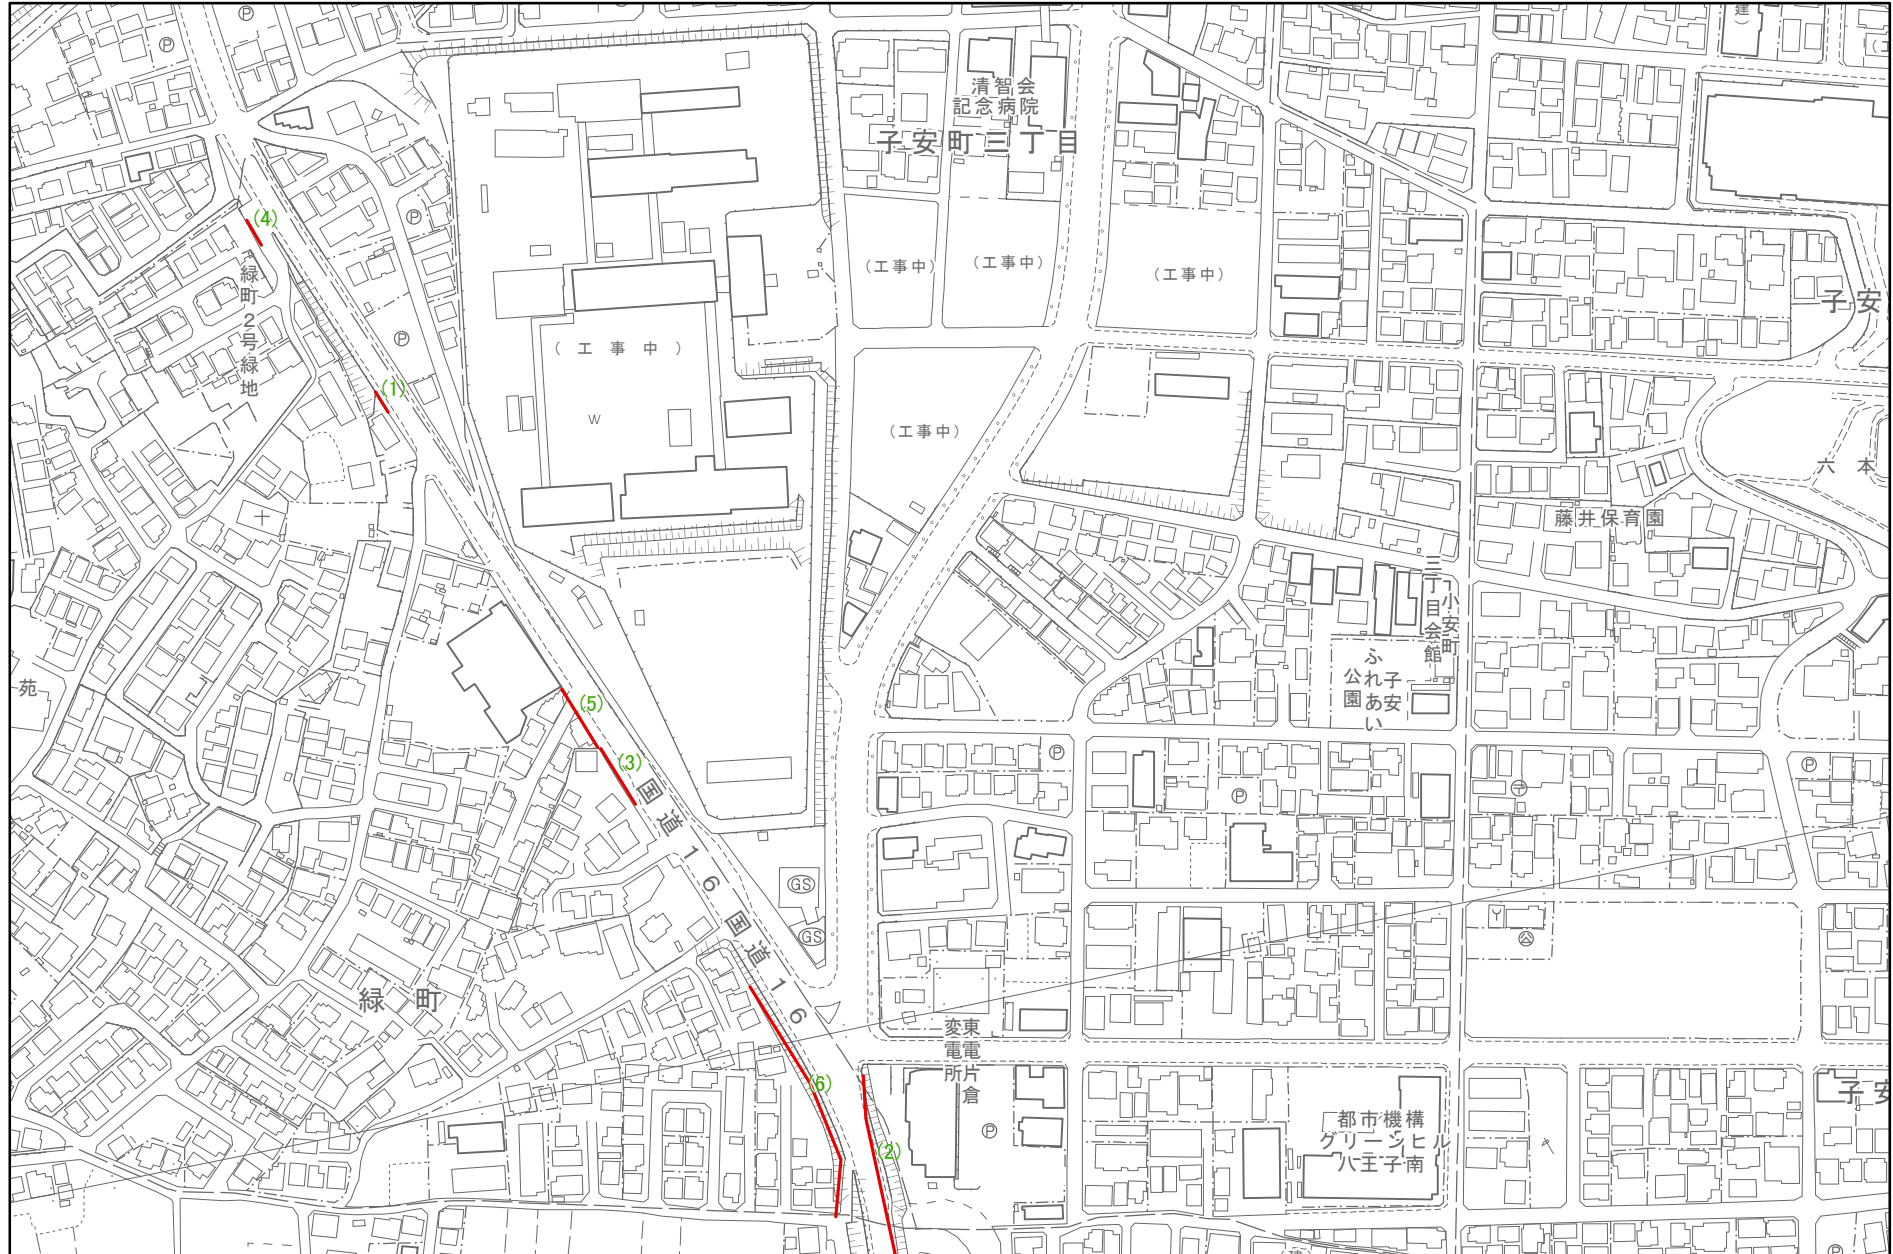 建）
Ⓟ
Ⓟ
清智会
記念病院
子安町三丁目
Ⓟ
(4)
緑町２号緑地
（工事中）
（工事中）
（工事中）
子安
Ⓟ
（工事中）
(1)
W
（工事中）
六本
藤井保育園
小安町
三丁目会館
子安
ふれあい
公園
苑
(5)
(3)
国道１６
Ⓟ
Ⓟ
Ⓟ
GS
GS
国道１６
緑町
東電片倉
変電所
(6)
(2)
Ⓟ
都市機構
グリーンヒル
八王子南
子安
Ⓟ